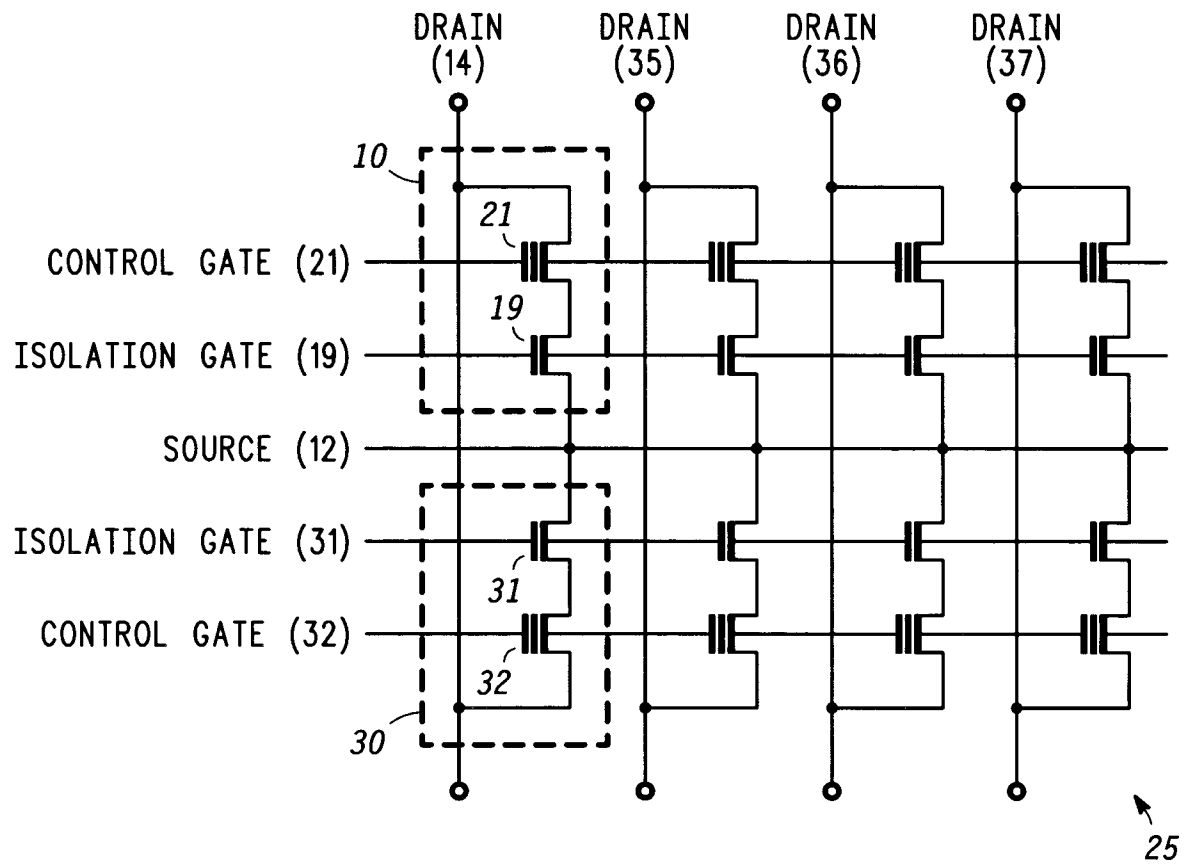 DRAIN (14)
DRAIN (35)
DRAIN (36)
DRAIN (37)
10
21
CONTROL GATE (21)
19
ISOLATION GATE (19)
SOURCE (12)
ISOLATION GATE (31)
31
CONTROL GATE (32)
32
30
25